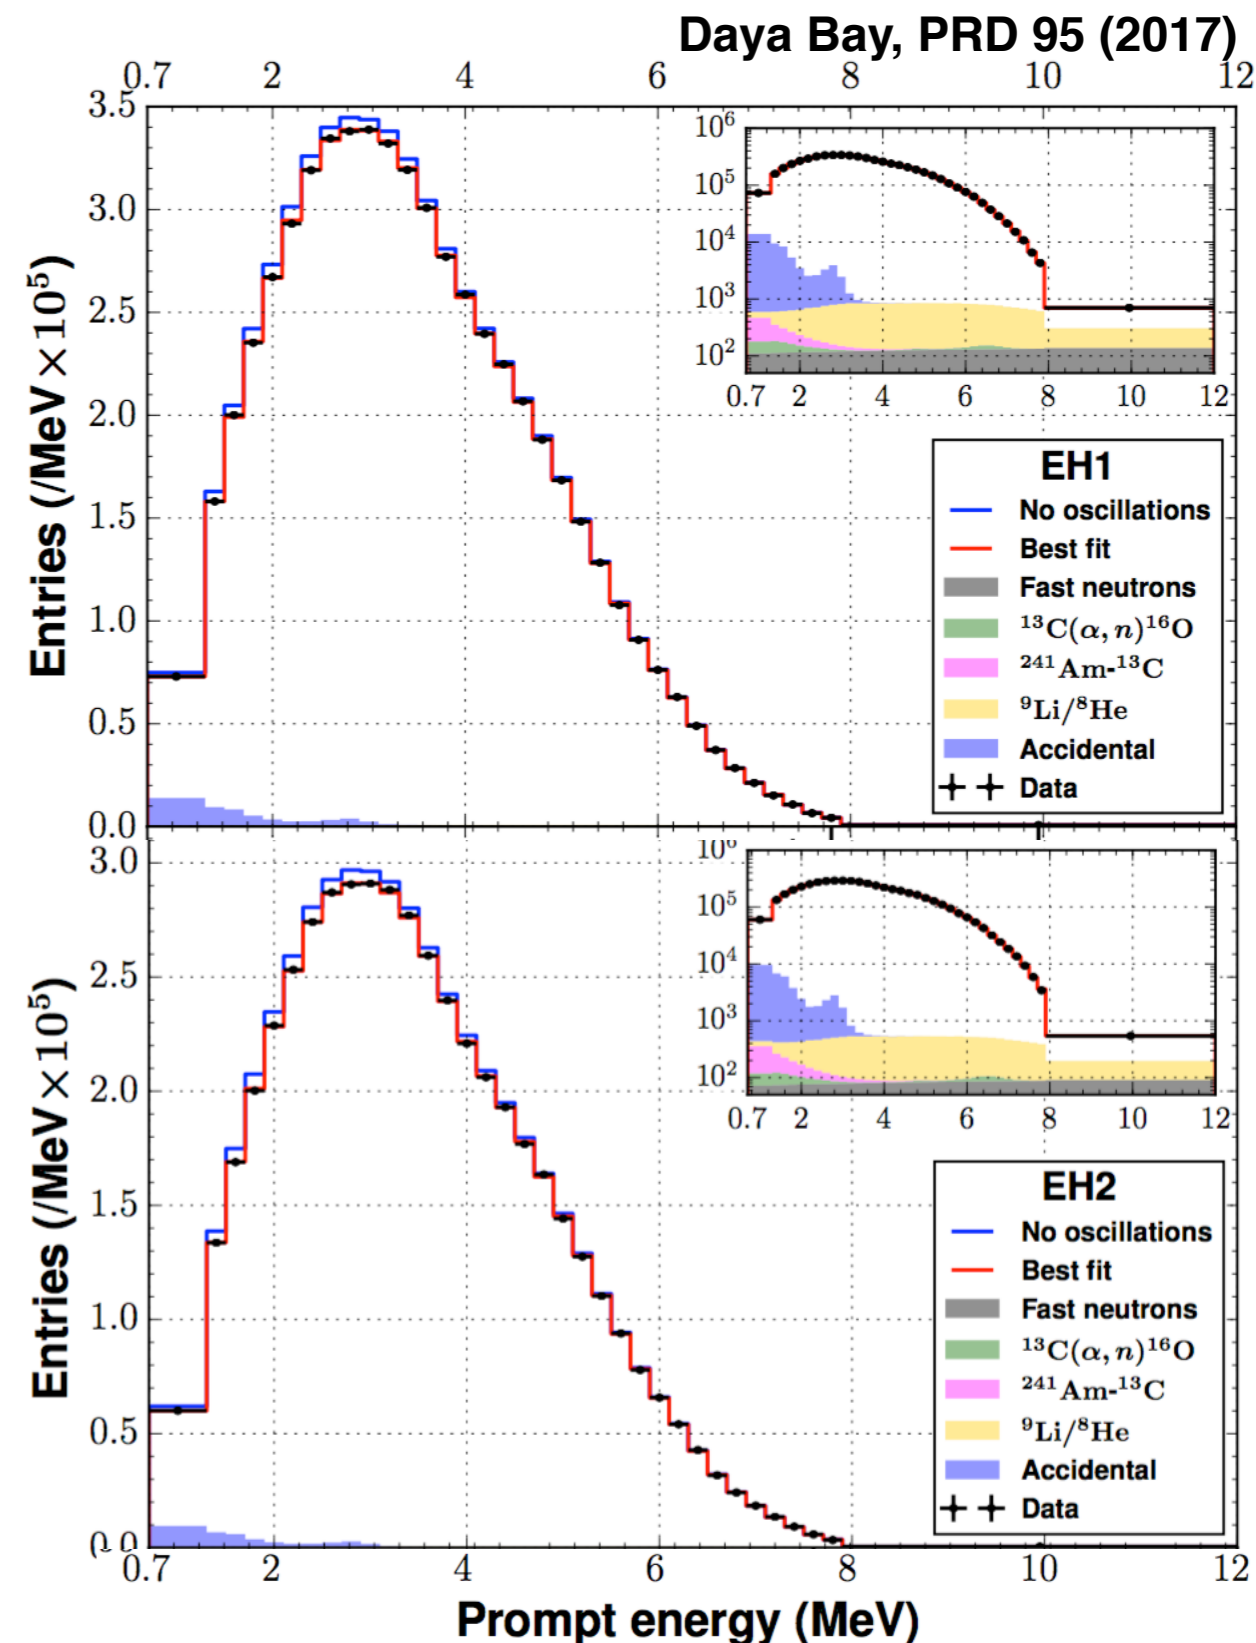 Daya Bay, PRD 95 (2017)
0.7 2 4 6 8 10 12
3.5
3.0
2.5
2.0
1.5
1.0
0.5
0.0
Entries (/MeV × 10⁵)
10⁶
10⁵
10⁴
10³
10²
0.7 2 4 6 8 10 12
EH1
No oscillations
Best fit
Fast neutrons
¹³C(α, n)¹⁶O
²⁴¹Am-¹³C
⁹Li/⁸He
Accidental
Data
3.0
2.5
2.0
1.5
1.0
0.5
0.0
Entries (/MeV × 10⁵)
10⁶
10⁵
10⁴
10³
10²
0.7 2 4 6 8 10 12
EH2
No oscillations
Best fit
Fast neutrons
¹³C(α, n)¹⁶O
²⁴¹Am-¹³C
⁹Li/⁸He
Accidental
Data
0.7 2 4 6 8 10 12
Prompt energy (MeV)